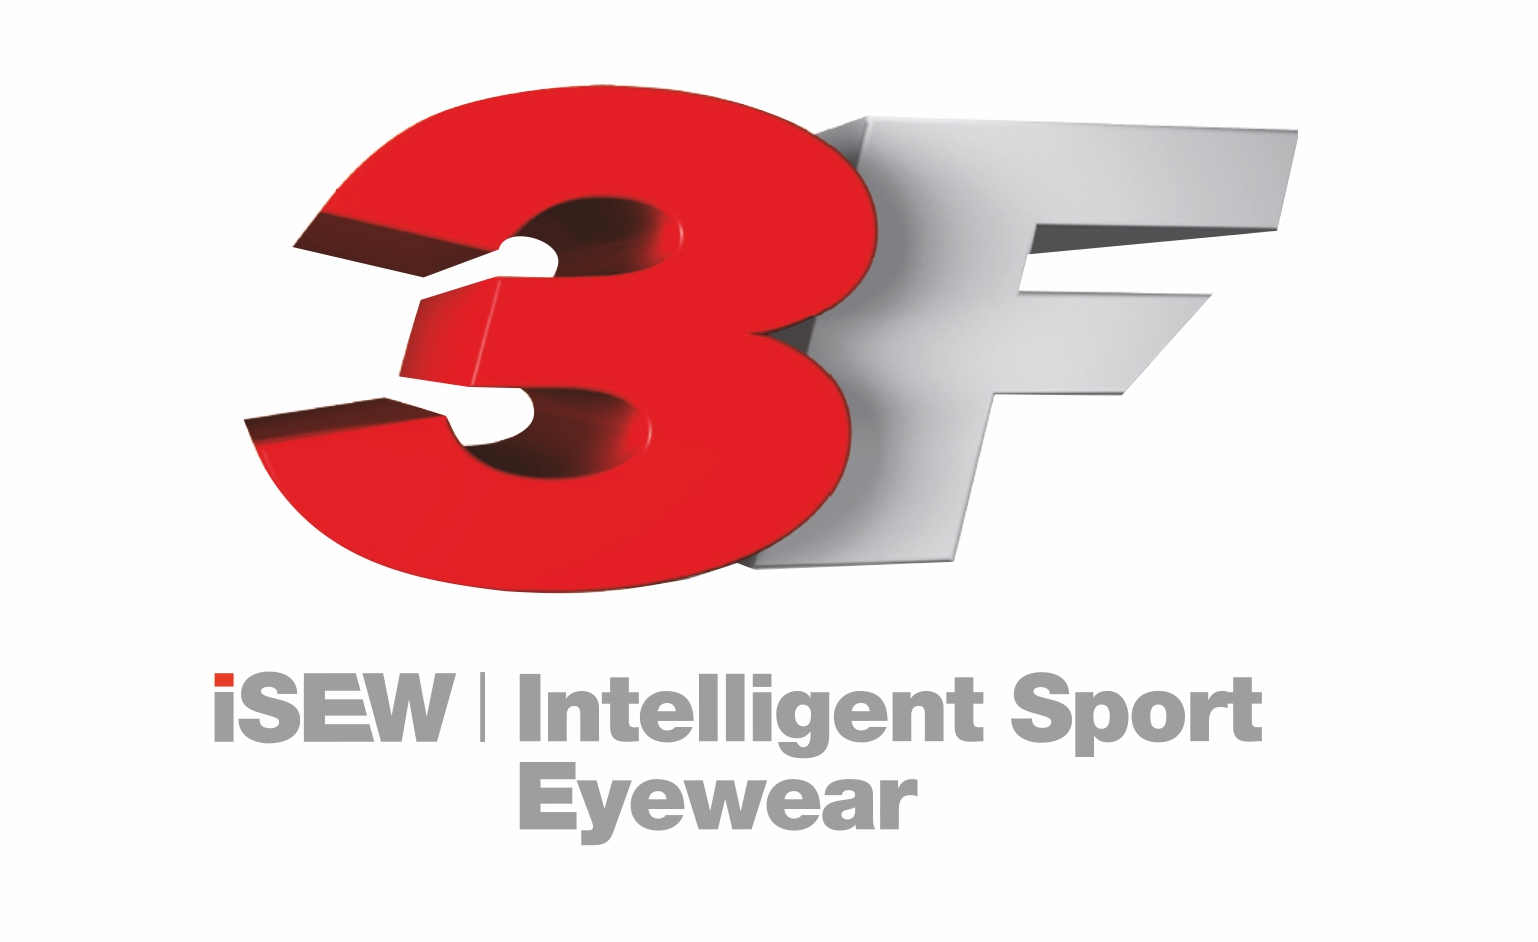 3F
iSEW | Intelligent Sport
Eyewear